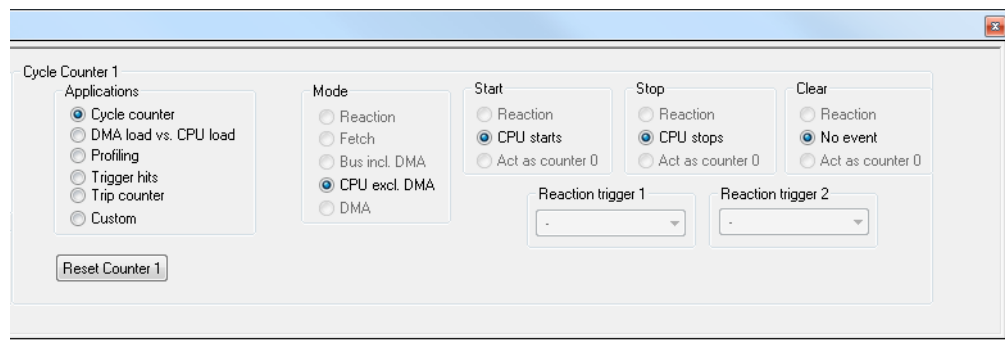 Cycle Counter 1
Applications
Cycle counter
DMA load vs. CPU load
Profiling
Trigger hits
Trip counter
Custom
Mode
Reaction
Fetch
Bus incl. DMA
CPU excl. DMA
DMA
Start
Reaction
CPU starts
Act as counter 0
Stop
Reaction
CPU stops
Act as counter 0
Clear
Reaction
No event
Act as counter 0
Reaction trigger 1
-
Reaction trigger 2
-
Reset Counter 1